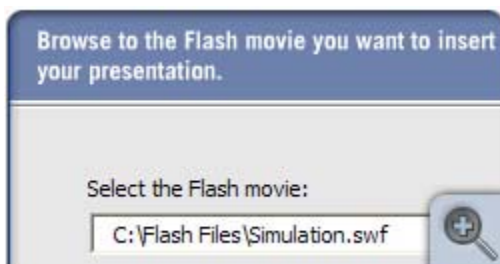 Browse to the Flash movie you want to insert
your presentation.
Select the Flash movie:
C:\Flash Files\Simulation.swf